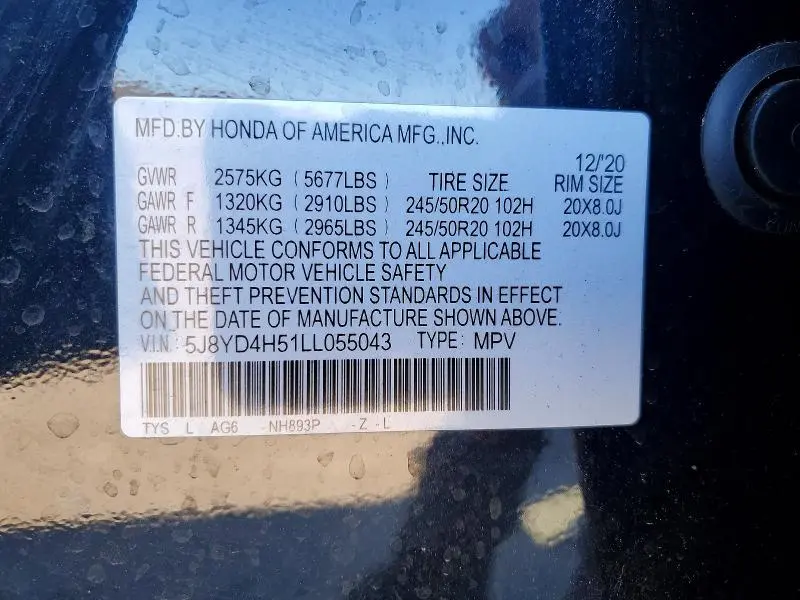 MFD.BY HONDA OF AMERICA MFG.,INC.
12/'20
GVWR 2575KG (5677LBS) TIRE SIZE RIM SIZE
GAWR F 1320KG (2910LBS) 245/50R20 102H 20X8.0J
GAWR R 1345KG (2965LBS) 245/50R20 102H 20X8.0J
THIS VEHICLE CONFORMS TO ALL APPLICABLE
FEDERAL MOTOR VEHICLE SAFETY
AND THEFT PREVENTION STANDARDS IN EFFECT
ON THE DATE OF MANUFACTURE SHOWN ABOVE.
V.I.N: 5J8YD4H51LL055043 TYPE: MPV
TYS L AG6 -NH893P -Z-L